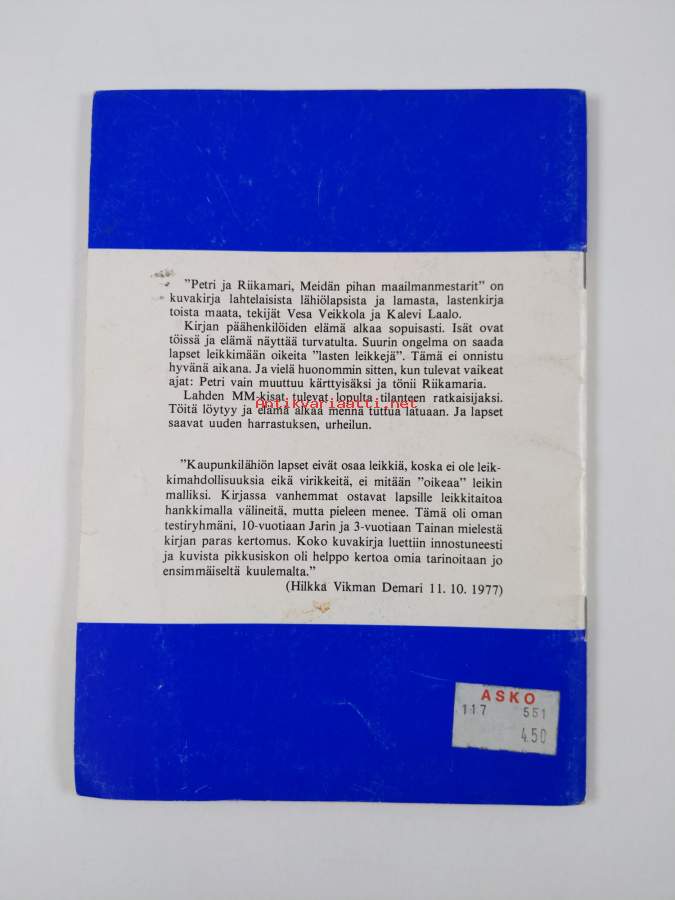 "Petri ja Riikamari, Meidän pihan maailmanmestarit" on
kuvakirja lahtelaisista lähiölapsista ja lamasta, lastenkirja
toista maata, tekijät Vesa Veikkola ja Kalevi Laalo.
Kirjan päähenkilöiden elämä alkaa sopuisasti. Isät ovat
töissä ja elämä näyttää turvatulta. Suurin ongelma on saada
lapset leikkimään oikeita "lasten leikkejä". Tämä ei onnistu
hyvänä aikana. Ja vielä huonommin sitten, kun tulevat vaikeat
ajat: Petri vain muuttuu kärttyisäksi ja tönii Riikamaria.
Lahden MM-kisat tulevat lopulta tilanteen ratkaisijaksi.
Antikvariaatti.net
Töitä löytyy ja elämä alkaa mennä tuttua latuaan. Ja lapset
saavat uuden harrastuksen, urheilun.
"Kaupunkilähiön lapset eivät osaa leikkiä, koska ei ole leik-
kimahdollisuuksia eikä virikkeitä, ei mitään "oikeaa" leikin
malliksi. Kirjassa vanhemmat ostavat lapsille leikkitaitoa
hankkimalla välineitä, mutta pieleen menee. Tämä oli oman
testiryhmäni, 10-vuotiaan Jarin ja 3-vuotiaan Tainan mielestä
kirjan paras kertomus. Koko kuvakirja luettiin innostuneesti
ja kuvista pikkusiskon oli helppo kertoa omia tarinoitaan jo
ensimmäiseltä kuulemalta."
(Hilkka Vikman Demari 11. 10. 1977)
ASKO
117 551
4.50